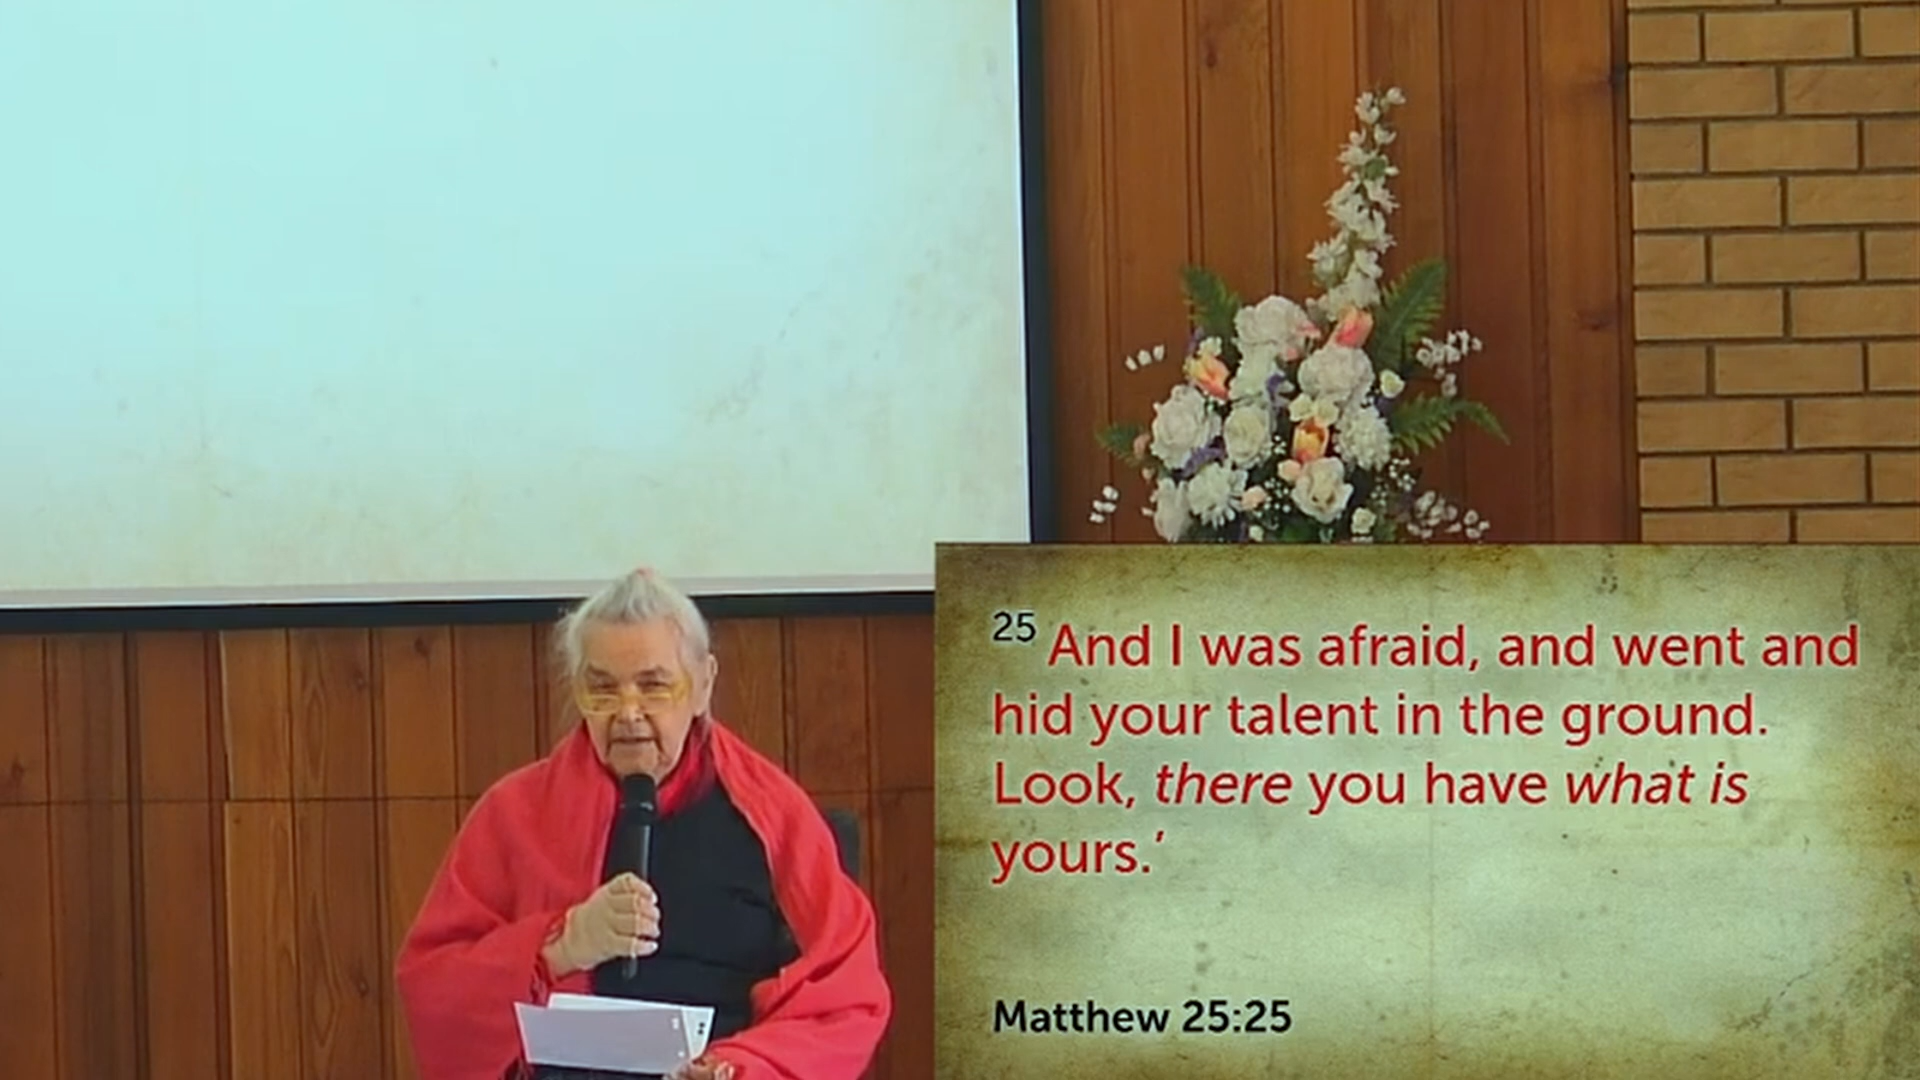 25 And I was afraid, and went and
hid your talent in the ground.
Look, there you have what is
yours.’
Matthew 25:25